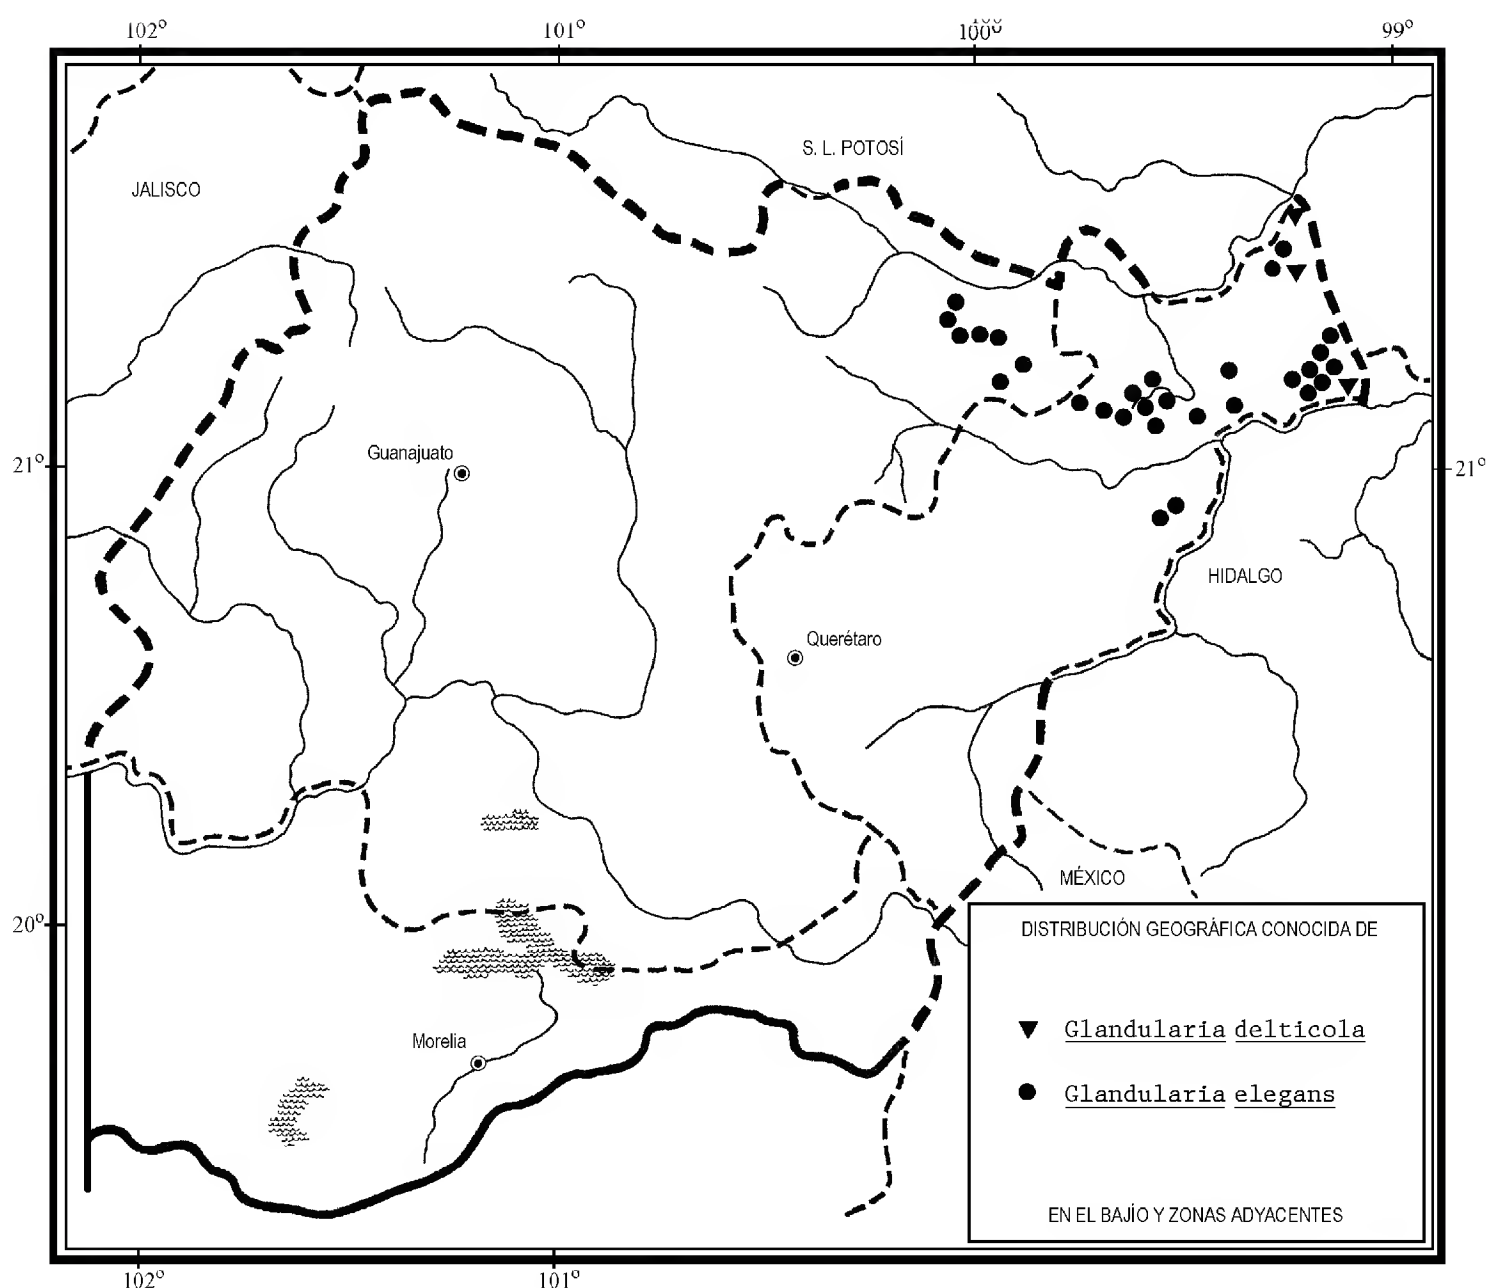 102°
101°
100°
99°
S. L. POTOSÍ
JALISCO
Guanajuato
21°
21°
HIDALGO
Querétaro
MÉXICO
20°
DISTRIBUCIÓN GEOGRÁFICA CONOCIDA DE
Glandularia delticola
Morelia
Glandularia elegans
EN EL BAJÍO Y ZONAS ADYACENTES
102°
101°